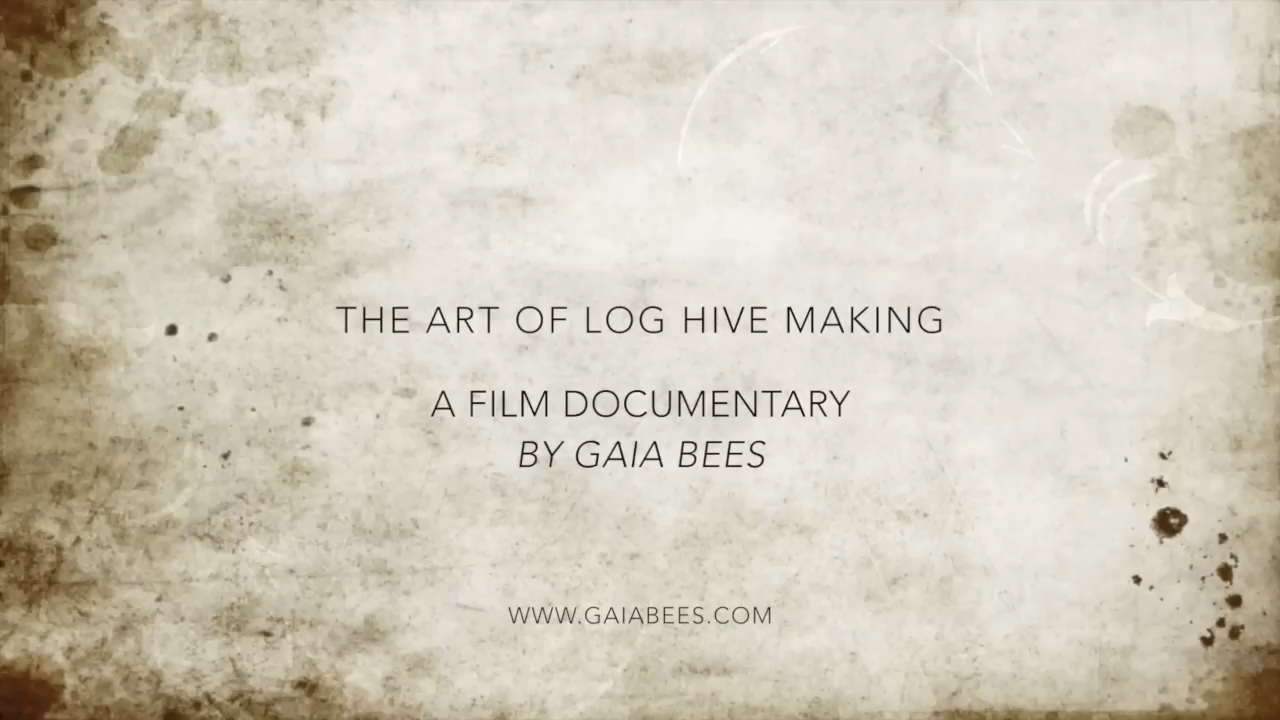 THE ART OF LOG HIVE MAKING
A FILM DOCUMENTARY
BY GAIA BEES
WWW.GAIABEES.COM